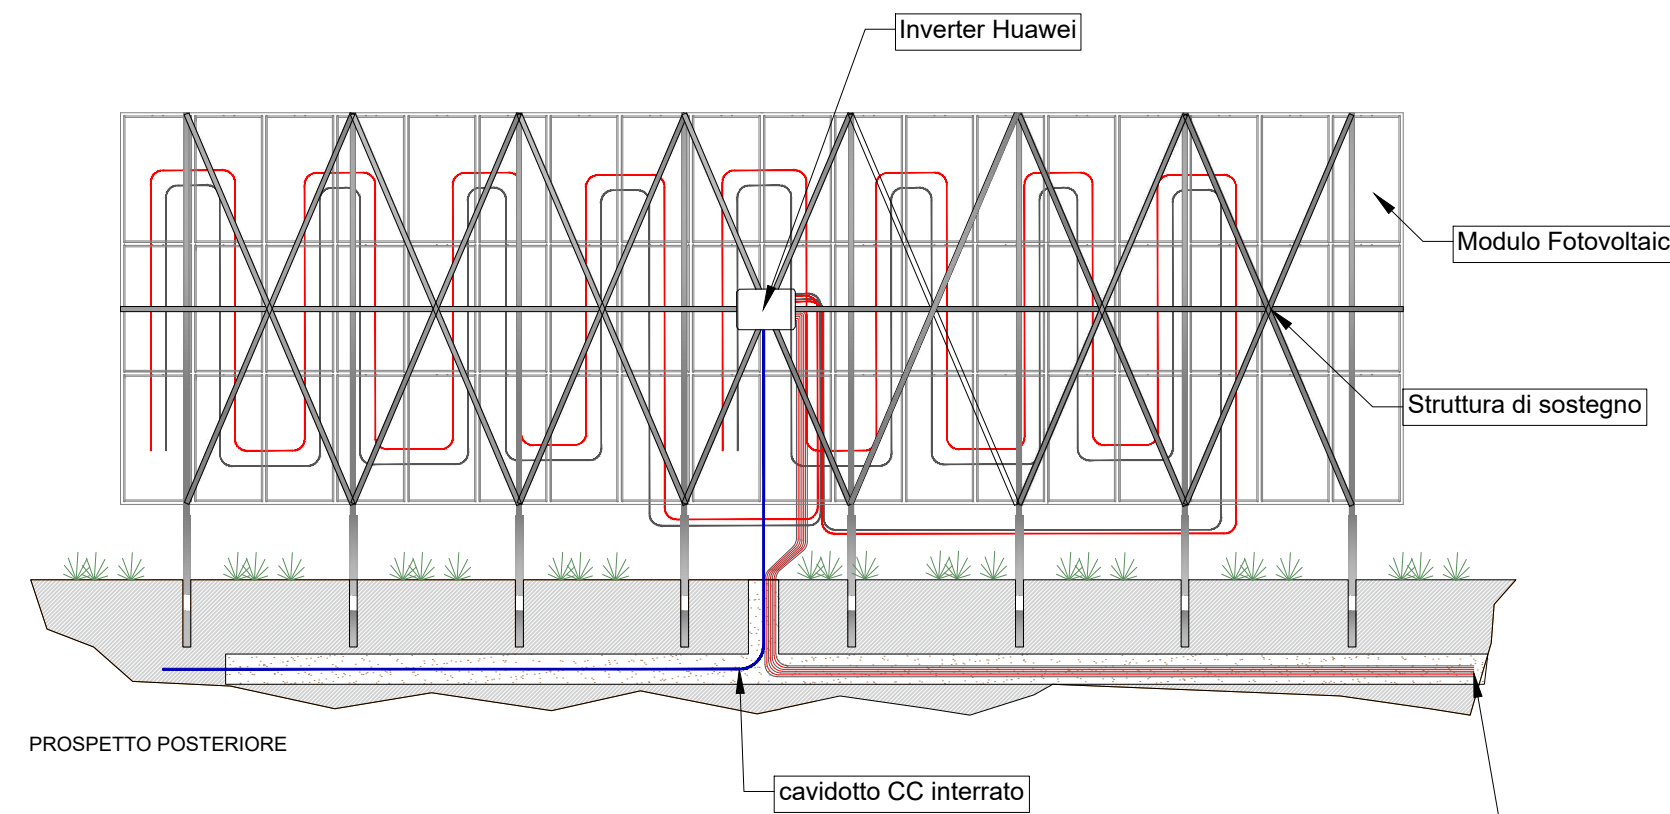 Inverter Huawei
Modulo Fotovoltaic
Struttura di sostegno
PROSPETTO POSTERIORE
cavidotto CC interrato